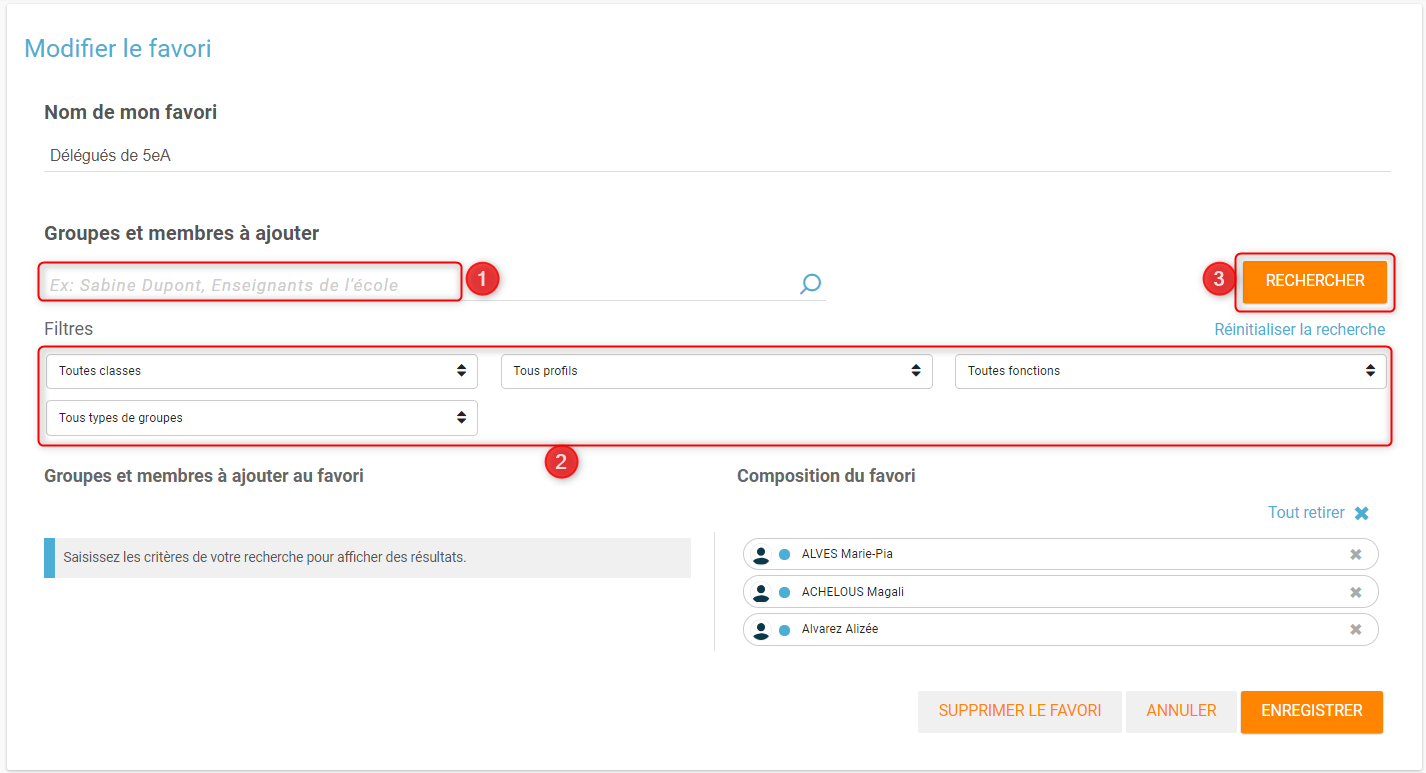 Modifier le favori
Nom de mon favori
Délégués de 5eA
Groupes et membres à ajouter
Ex: Sabine Dupont, Enseignants de l'école
1
3
RECHERCHER
Filtres
Réinitialiser la recherche
Toutes classes
Tous profils
Toutes fonctions
Tous types de groupes
2
Groupes et membres à ajouter au favori
Composition du favori
Tout retirer
Saisissez les critères de votre recherche pour afficher des résultats.
ALVES Marie-Pia
ACHELOUS Magali
Alvarez Alizée
SUPPRIMER LE FAVORI
ANNULER
ENREGISTRER